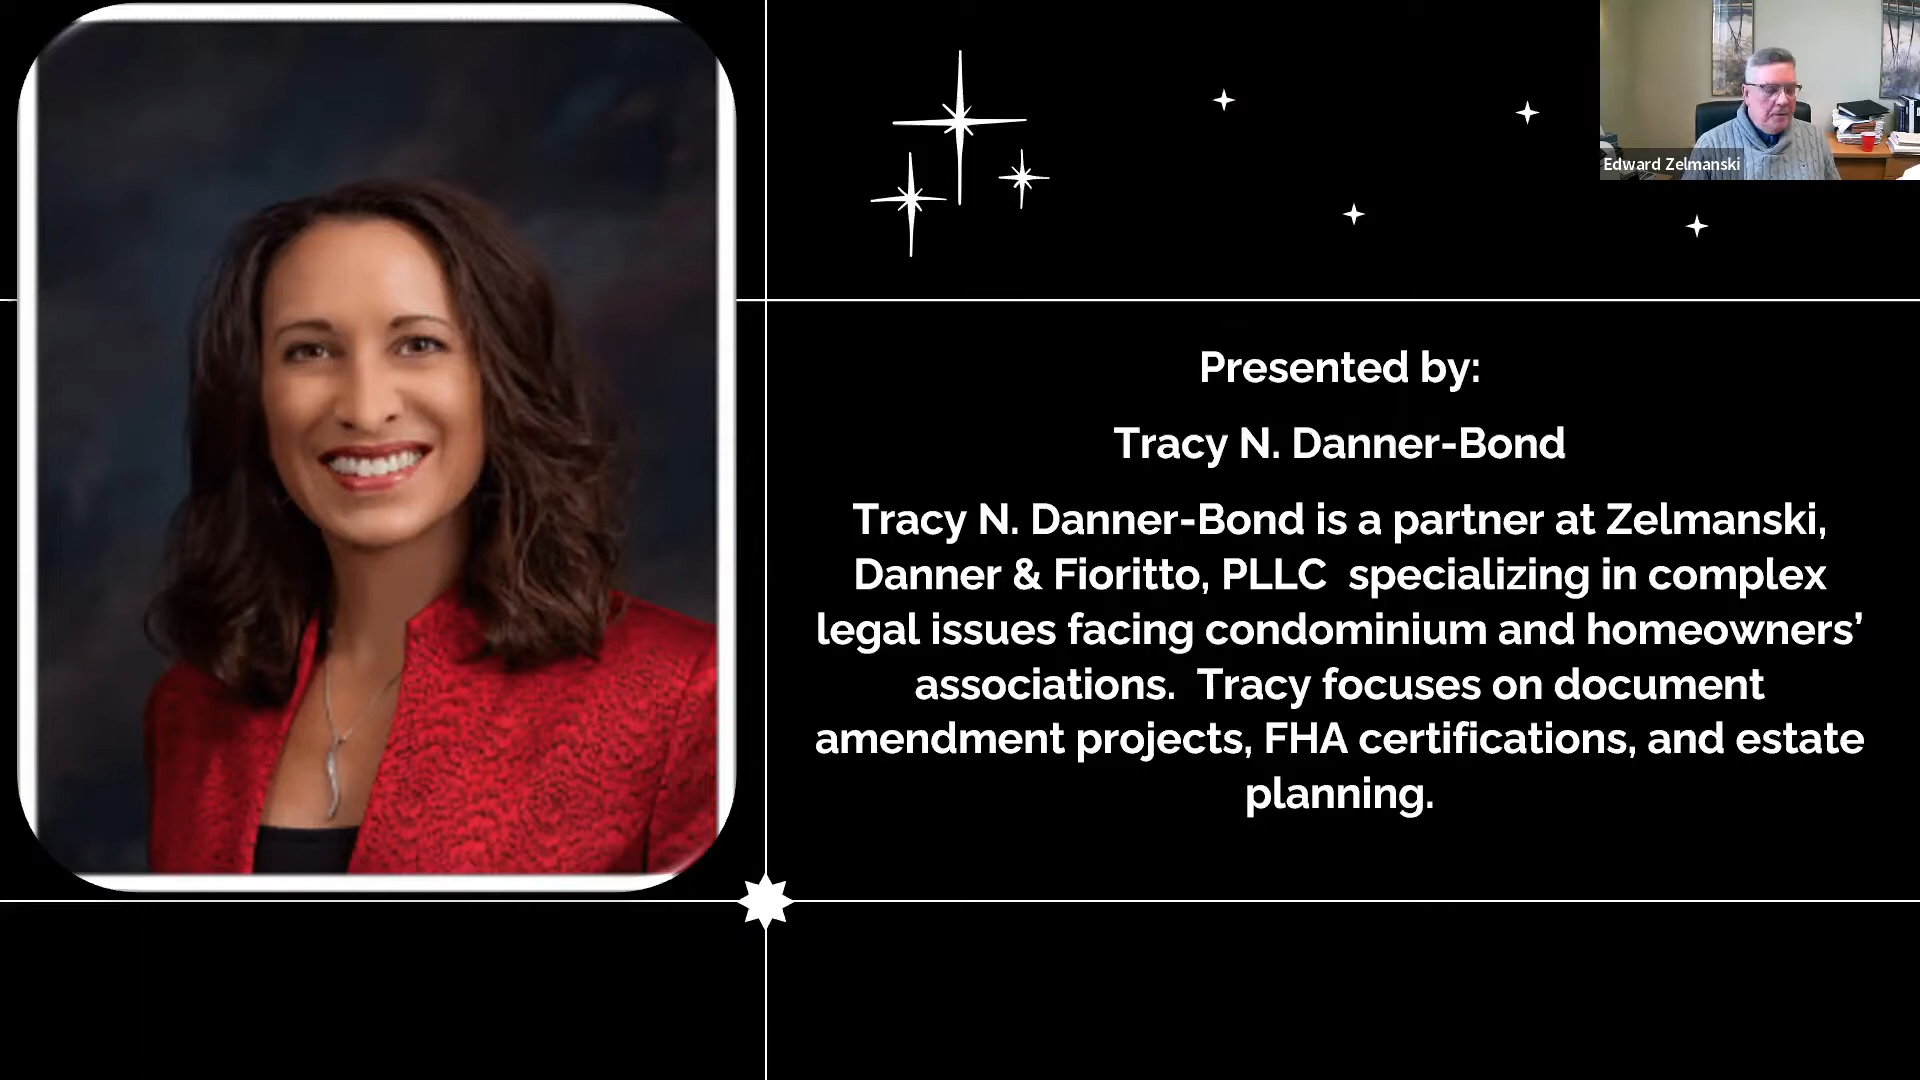 Edward Zelmanski
Presented by:
Tracy N. Danner-Bond
Tracy N. Danner-Bond is a partner at Zelmanski,
Danner & Fioritto, PLLC  specializing in complex
legal issues facing condominium and homeowners’
associations.  Tracy focuses on document
amendment projects, FHA certifications, and estate
planning.